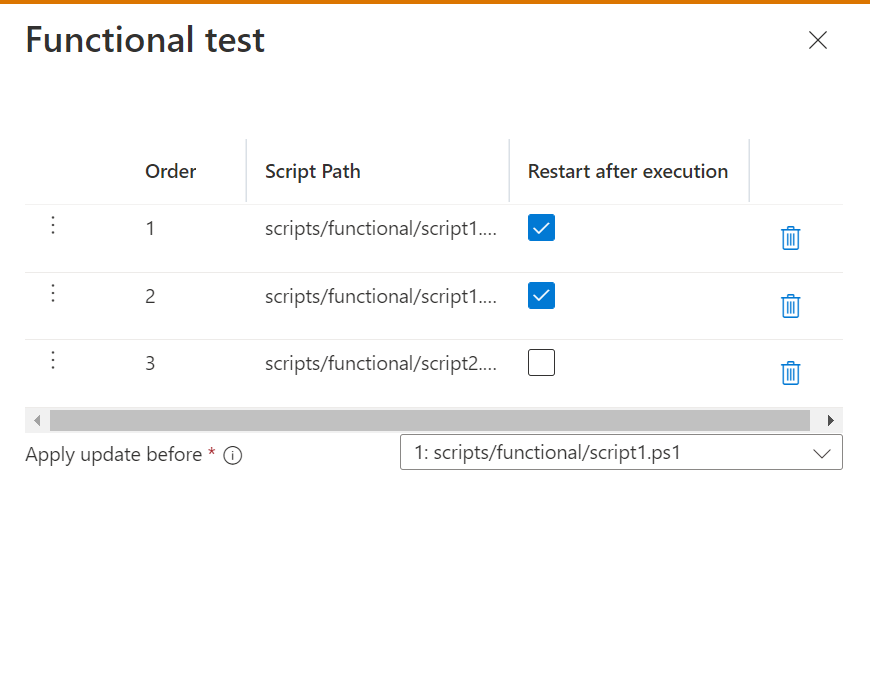 Functional test
Order Script Path Restart after execution
1 scripts/functional/script1....
2 scripts/functional/script1....
3 scripts/functional/script2....
Apply update before * 1: scripts/functional/script1.ps1